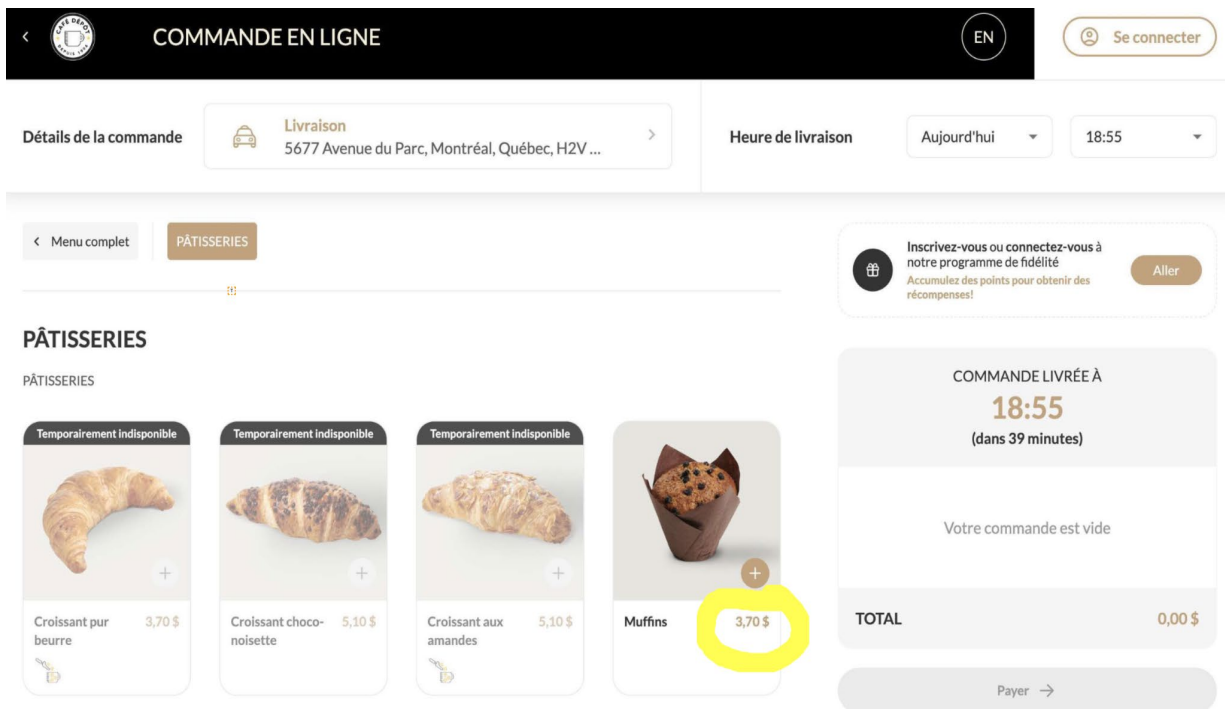 CAFÉ DÉPÔT
DEPUIS 1994
COMMANDE EN LIGNE
EN
Se connecter
Détails de la commande
Livraison
5677 Avenue du Parc, Montréal, Québec, H2V ...
Heure de livraison
Aujourd'hui
18:55
Menu complet
PÂTISSERIES
Inscrivez-vous ou connectez-vous à
notre programme de fidélité
Accumulez des points pour obtenir des
récompenses!
Aller
PÂTISSERIES
PÂTISSERIES
COMMANDE LIVRÉE À
18:55
(dans 39 minutes)
Temporairement indisponible
Temporairement indisponible
Temporairement indisponible
Votre commande est vide
Croissant pur
beurre
3,70 $
Croissant choco-
noisette
5,10 $
Croissant aux
amandes
5,10 $
Muffins
3,70 $
TOTAL
0,00 $
Payer